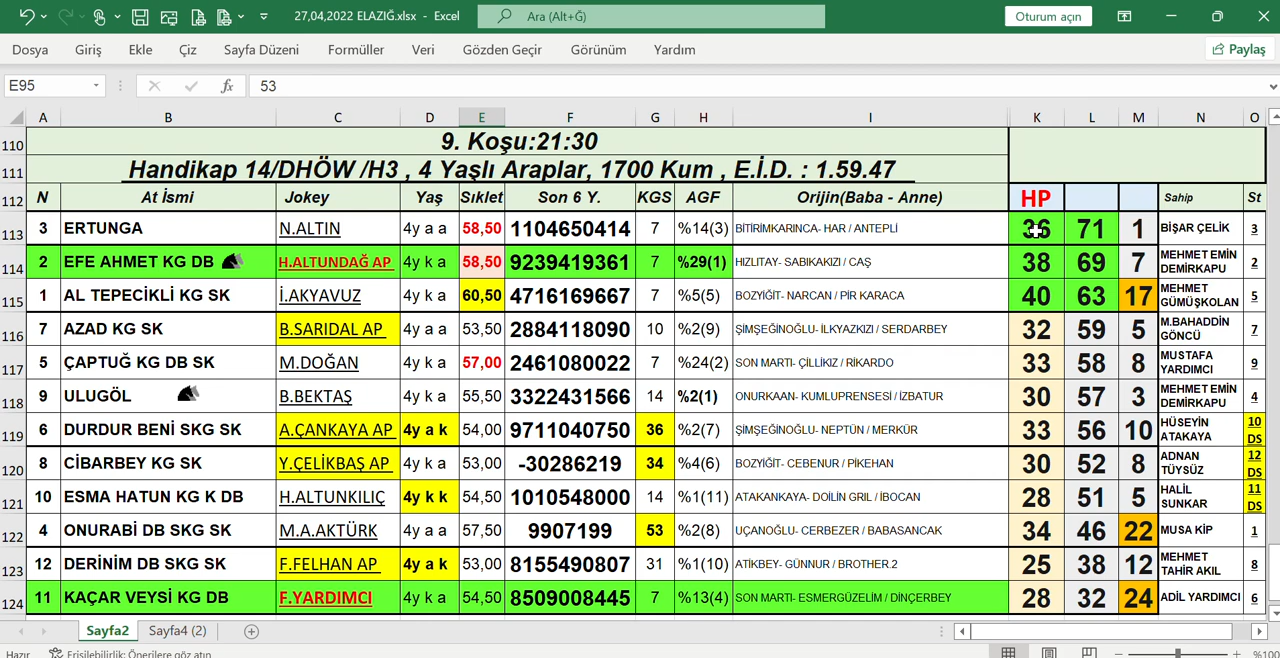 27,04,2022 ELAZIĞ.xlsx - Excel
Ara (Alt+Ğ)
Oturum açın
Dosya Giriş Ekle Çiz Sayfa Düzeni Formüller Veri Gözden Geçir Görünüm Yardım Paylaş
E95 fx 53
A B C D E F G H I K L M N O
110 9. Koşu:21:30
111 Handikap 14/DHÖW /H3 , 4 Yaşlı Araplar, 1700 Kum , E.İ.D. : 1.59.47
112 N At İsmi Jokey Yaş Sıklet Son 6 Y. KGS AGF Orijin(Baba - Anne) HP Sahip St
113 3 ERTUNGA N.ALTIN 4y a a 58,50 1104650414 7 %14(3) BİTİRİMKARINCA- HAR / ANTEPLİ 36 71 1 BİŞAR ÇELİK 3
114 2 EFE AHMET KG DB H.ALTUNDAĞ AP 4y k a 58,50 9239419361 7 %29(1) HIZLITAY- SABIKAKIZI / CAŞ 38 69 7 MEHMET EMİN DEMİRKAPU 2
115 1 AL TEPECİKLİ KG SK İ.AKYAVUZ 4y k a 60,50 4716169667 7 %5(5) BOZYİĞİT- NARCAN / PİR KARACA 40 63 17 MEHMET GÜMÜŞKOLAN 5
116 7 AZAD KG SK B.SARIDAL AP 4y a a 53,50 2884118090 10 %2(9) ŞİMŞEĞİNOĞLU- İLKYAZKIZI / SERDARBEY 32 59 5 M.BAHADDİN GÖNCÜ 7
117 5 ÇAPTUĞ KG DB SK M.DOĞAN 4y k a 57,00 2461080022 7 %24(2) SON MARTI- ÇİLLİKIZ / RİKARDO 33 58 8 MUSTAFA YARDIMCI 9
118 9 ULUGÖL B.BEKTAŞ 4y k a 55,50 3322431566 14 %2(1) ONURKAAN- KUMLUPRENSESİ / İZBATUR 30 57 3 MEHMET EMİN DEMİRKAPU 4
119 6 DURDUR BENİ SKG SK A.ÇANKAYA AP 4y a k 54,00 9711040750 36 %2(7) ŞİMŞEĞİNOĞLU- NEPTÜN / MERKÜR 33 56 10 HÜSEYİN ATAKAYA 10 DS
120 8 CİBARBEY KG SK Y.ÇELİKBAŞ AP 4y k a 53,00 -30286219 34 %4(6) BOZYİĞİT- CEBENUR / PİKEHAN 30 52 8 ADNAN TÜYSÜZ 12 DS
121 10 ESMA HATUN KG K DB H.ALTUNKILIÇ 4y k k 54,50 1010548000 14 %1(11) ATAKANKAYA- DOİLİN GRIL / İBOCAN 28 51 5 HALİL SUNKAR 11 DS
122 4 ONURABİ DB SKG SK M.A.AKTÜRK 4y a a 57,50 9907199 53 %2(8) UÇANOĞLU- CERBEZER / BABASANCAK 34 46 22 MUSA KİP 1
123 12 DERİNİM DB SKG SK F.FELHAN AP 4y a k 53,00 8155490807 31 %1(10) ATİKBEY- GÜNNUR / BROTHER.2 25 38 12 MEHMET TAHİR AKIL 8
124 11 KAÇAR VEYSİ KG DB F.YARDIMCI 4y a a 54,50 8509008445 7 %13(4) SON MARTI- ESMERGÜZELİM / DİNÇERBEY 28 32 24 ADİL YARDIMCI 6
Sayfa2 Sayfa4 (2)
Hazır Erişilebilirlik: Önerilere göz atın %100